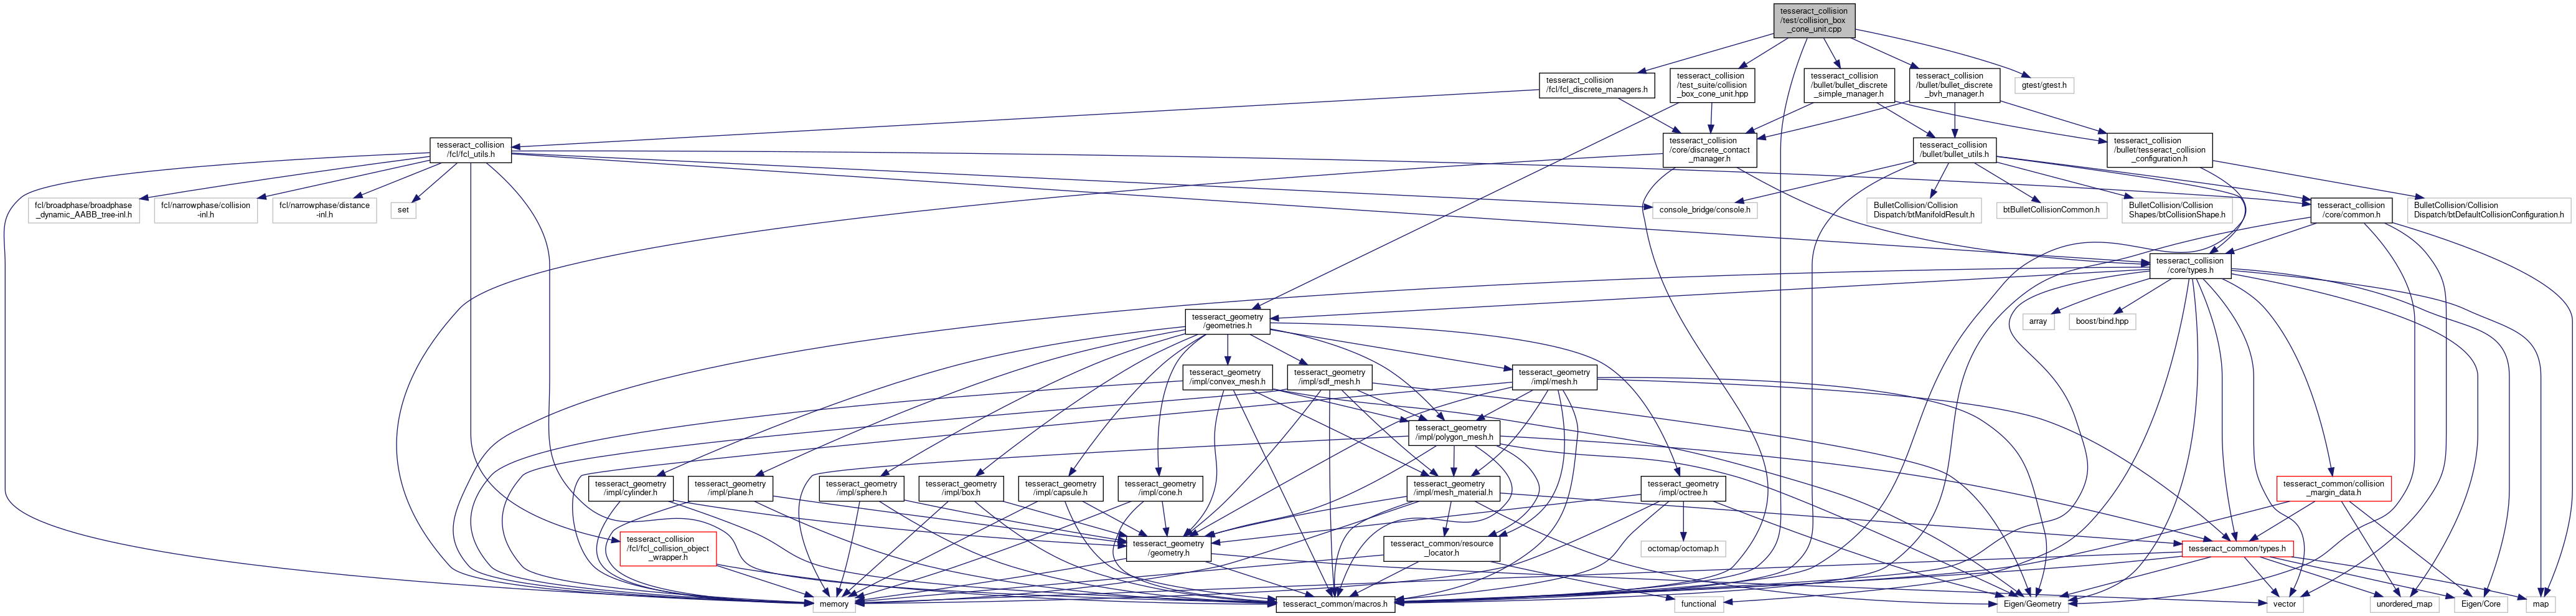 tesseract_collision
/test/collision_box
_cone_unit.cpp
tesseract_collision
/fcl/fcl_discrete_managers.h
tesseract_collision
/test_suite/collision
_box_cone_unit.hpp
tesseract_collision
/bullet/bullet_discrete
_simple_manager.h
tesseract_collision
/bullet/bullet_discrete
_bvh_manager.h
gtest/gtest.h
tesseract_collision
/fcl/fcl_utils.h
tesseract_collision
/core/discrete_contact
_manager.h
tesseract_collision
/bullet/bullet_utils.h
tesseract_collision
/bullet/tesseract_collision
_configuration.h
fcl/broadphase/broadphase
_dynamic_AABB_tree-inl.h
fcl/narrowphase/collision
-inl.h
fcl/narrowphase/distance
-inl.h
set
console_bridge/console.h
BulletCollision/Collision
Dispatch/btManifoldResult.h
btBulletCollisionCommon.h
BulletCollision/Collision
Shapes/btCollisionShape.h
tesseract_collision
/core/common.h
BulletCollision/Collision
Dispatch/btDefaultCollisionConfiguration.h
tesseract_collision
/core/types.h
tesseract_geometry
/geometries.h
array
boost/bind.hpp
tesseract_geometry
/impl/convex_mesh.h
tesseract_geometry
/impl/sdf_mesh.h
tesseract_geometry
/impl/mesh.h
tesseract_geometry
/impl/polygon_mesh.h
tesseract_geometry
/impl/cylinder.h
tesseract_geometry
/impl/plane.h
tesseract_geometry
/impl/sphere.h
tesseract_geometry
/impl/box.h
tesseract_geometry
/impl/capsule.h
tesseract_geometry
/impl/cone.h
tesseract_geometry
/impl/mesh_material.h
tesseract_geometry
/impl/octree.h
tesseract_common/collision
_margin_data.h
tesseract_collision
/fcl/fcl_collision_object
_wrapper.h
tesseract_geometry
/geometry.h
tesseract_common/resource
_locator.h
octomap/octomap.h
tesseract_common/types.h
memory
tesseract_common/macros.h
functional
Eigen/Geometry
vector
unordered_map
Eigen/Core
map